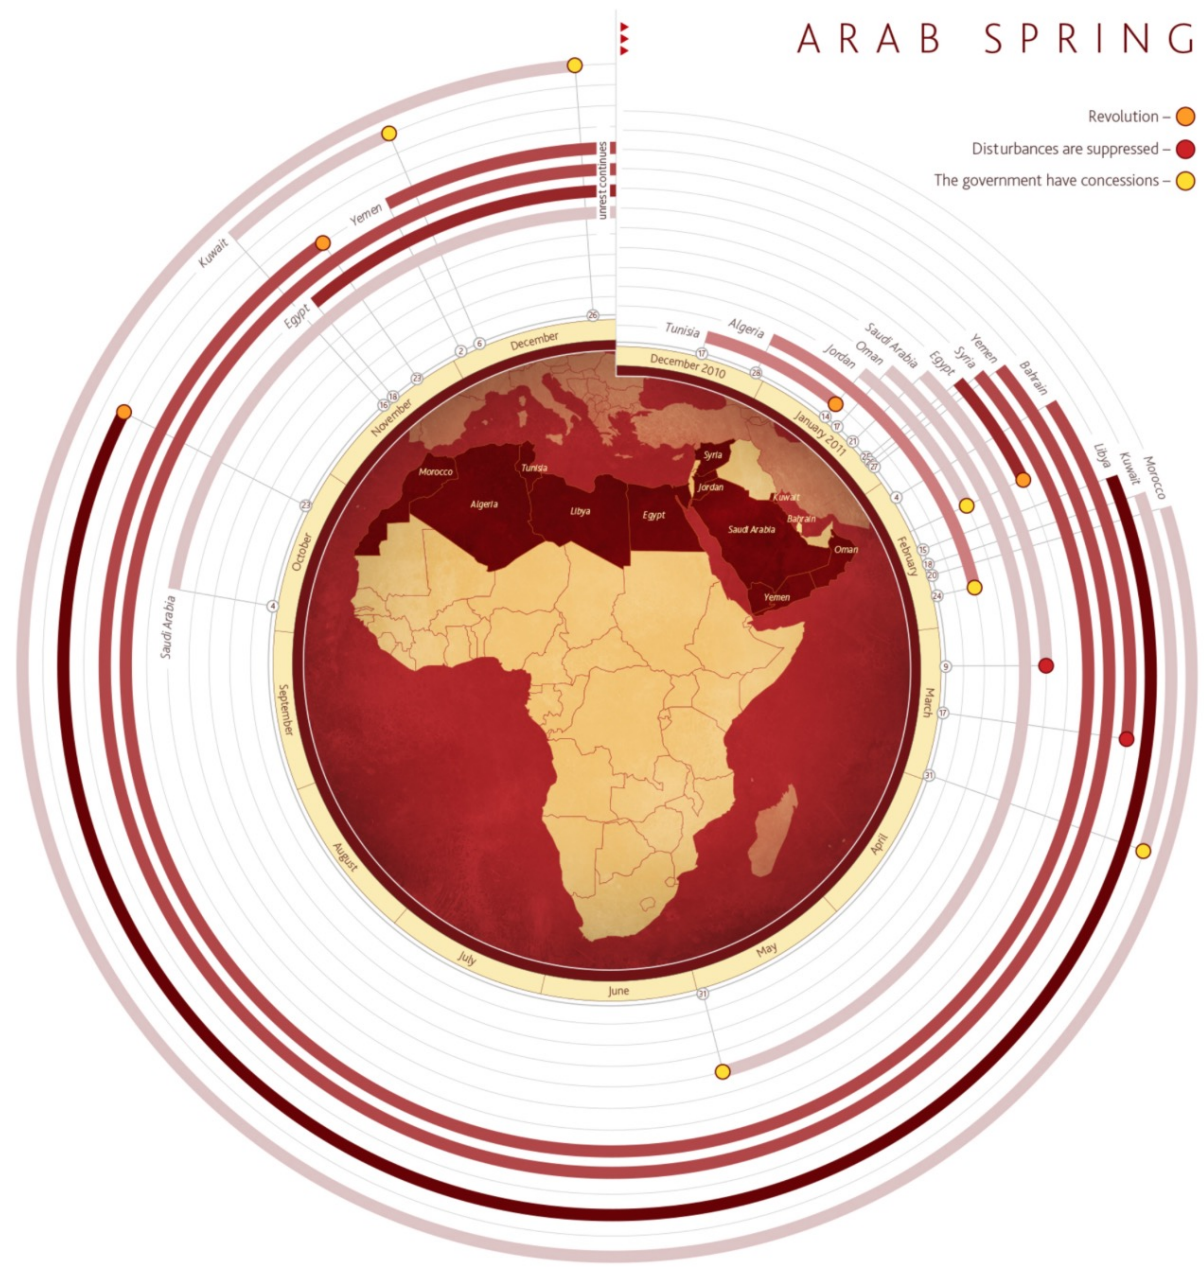 ARAB SPRING
Revolution –
Disturbances are suppressed –
The government have concessions –
unrest continues
Yemen
Kuwait
Egypt
Saudi Arabia
Tunisia
Algeria
Jordan
Oman
Saudi Arabia
Egypt
Syria
Yemen
Bahrain
Libya
Kuwait
Morocco
December 2010
January 2011
February
March
April
May
June
July
August
September
October
November
December
17
28
14
17
21
27
4
15
18
20
24
9
17
31
31
4
23
16
18
23
2
6
26
Morocco
Algeria
Tunisia
Libya
Egypt
Syria
Jordan
Kuwait
Saudi Arabia
Bahrain
Oman
Yemen